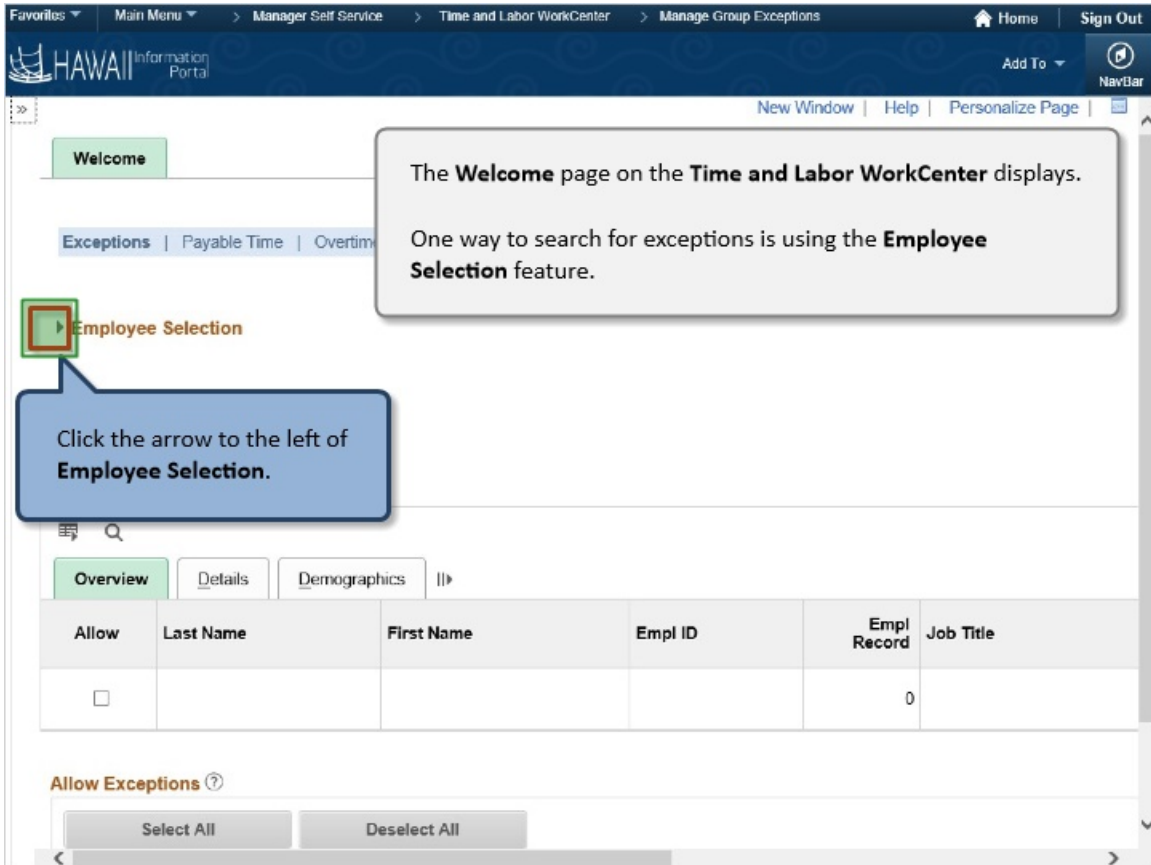 Favorites Main Menu > Manager Self Service > Time and Labor WorkCenter > Manage Group Exceptions Home Sign Out
HAWAII Information Portal
Add To
NavBar
»
New Window | Help | Personalize Page |
Welcome
The Welcome page on the Time and Labor WorkCenter displays.
One way to search for exceptions is using the Employee
Selection feature.
Exceptions | Payable Time |
Employee Selection
Click the arrow to the left of
Employee Selection.
Overview Details Demographics
Allow Last Name First Name Empl ID Empl Record Job Title
0
Allow Exceptions ?
Select All Deselect All